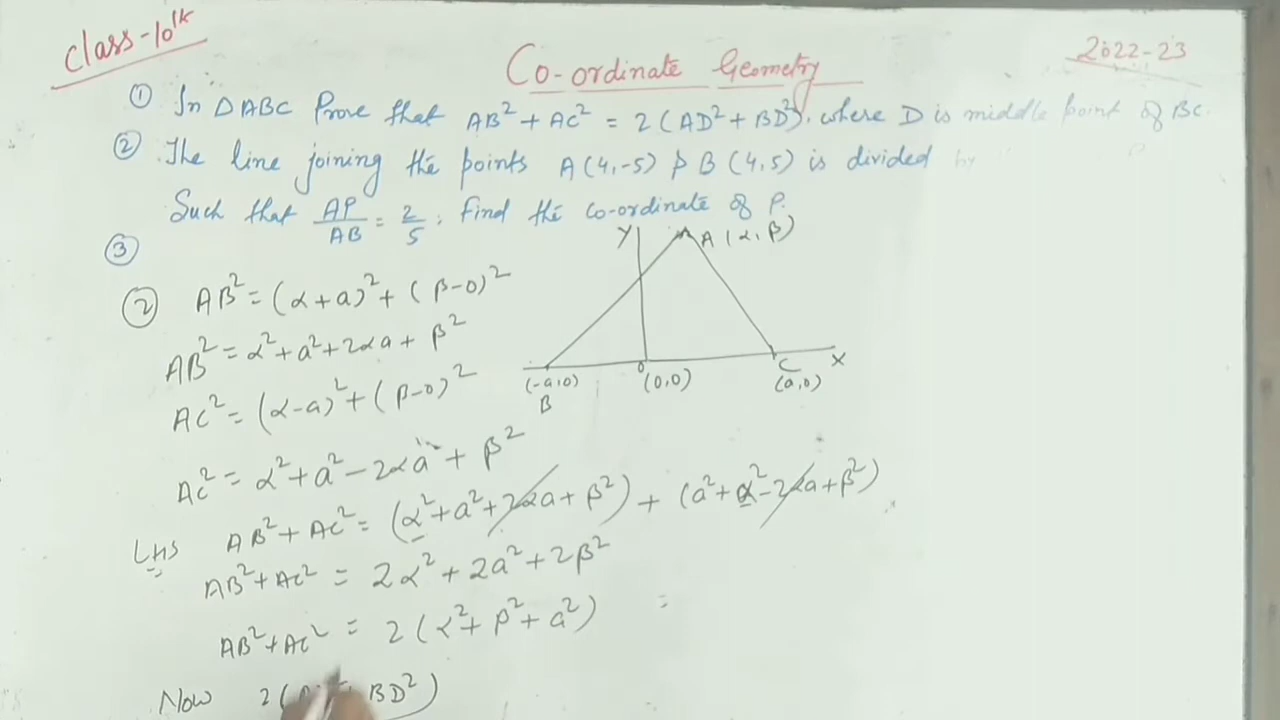 Class-10th
2022-23
Co-ordinate Geometry
① In △ABC Prove that AB² + AC² = 2(AD² + BD²). where D is middle point of BC.
② The line joining the points A(4,-5) & B(4,5) is divided by
Such that AP/AB = 2/5. Find the co-ordinate of P.
③
Y A(α,β)
② AB² = (α+a)² + (β-0)²
AB² = α² + a² + 2αa + β²
(-a,0) 0 (0,0) C (a,0) X
B
AC² = (α-a)² + (β-0)²
AC² = α² + a² - 2αa + β²
LHS AB² + AC² = (α² + a² + 2αa + β²) + (a² + α² - 2αa + β²)
AB² + AC² = 2α² + 2a² + 2β²
AB² + AC² = 2(α² + β² + a²) =
Now 2( BD²)